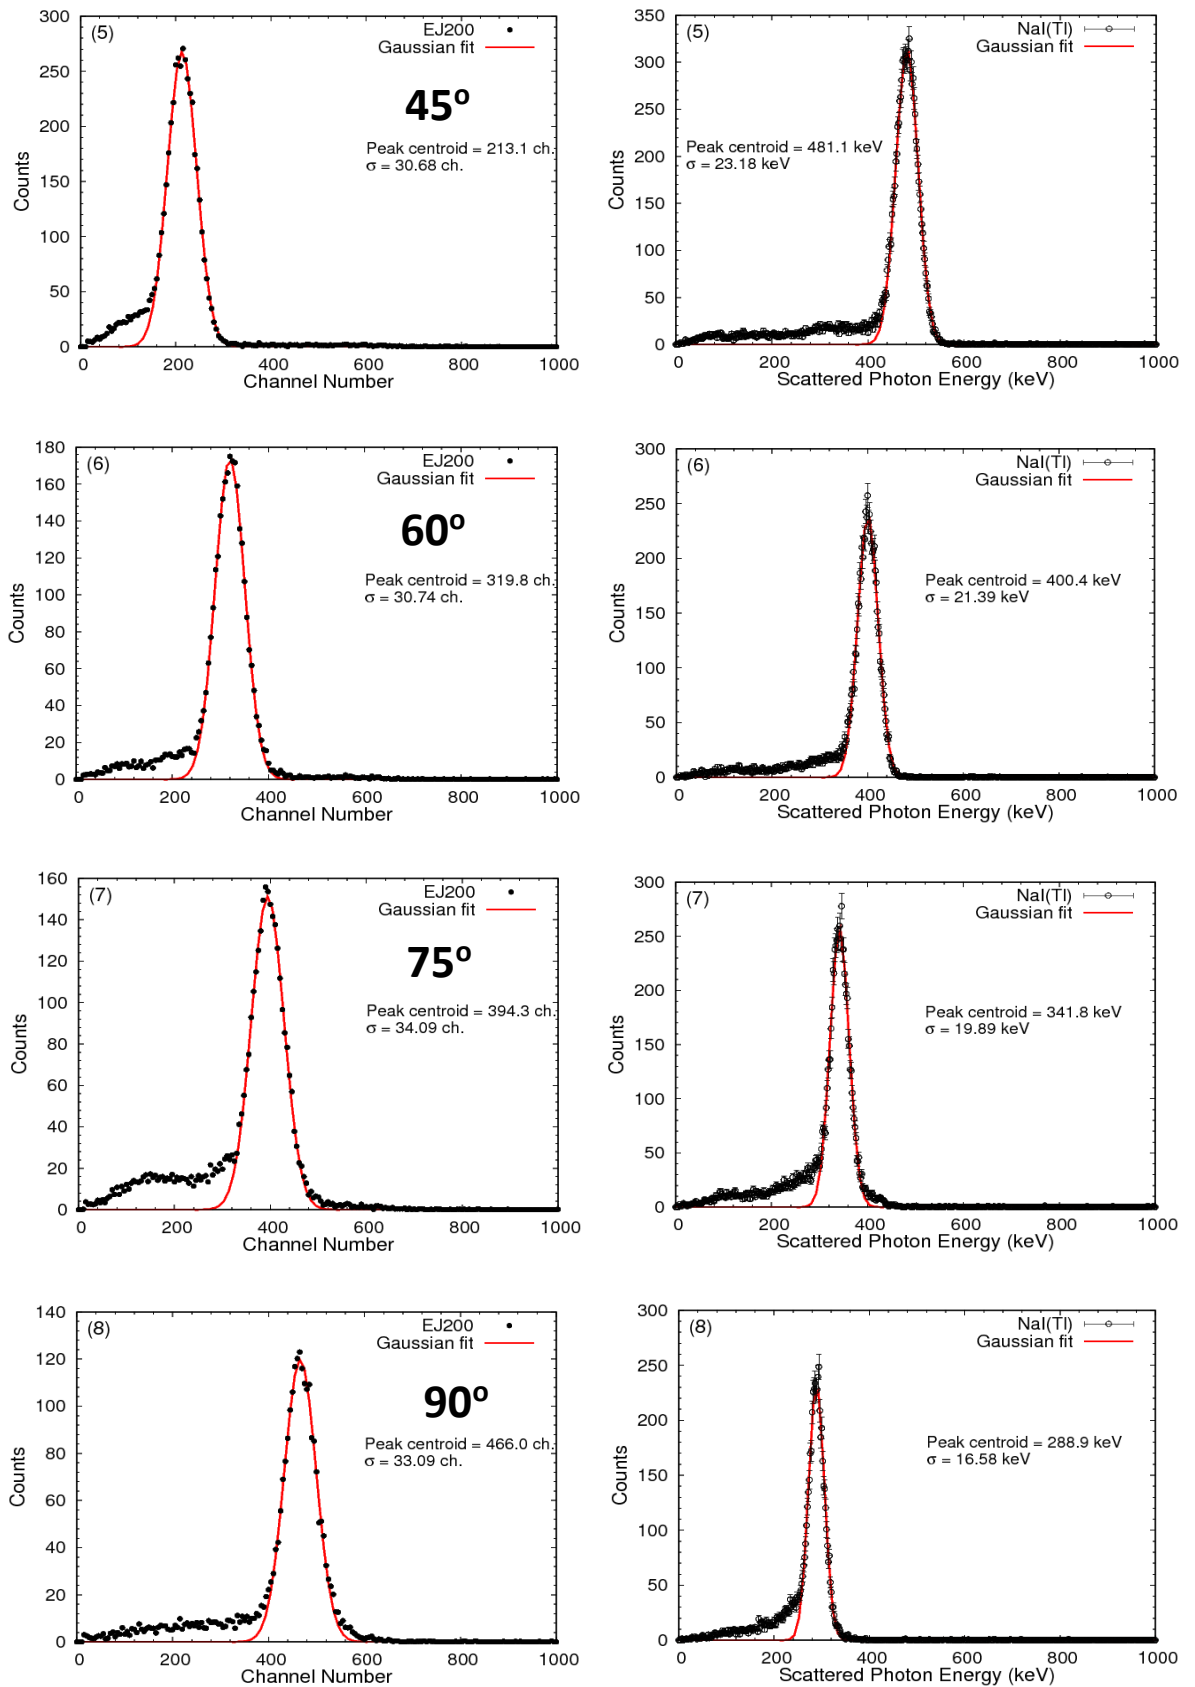 (5)
EJ200
Gaussian fit
45º
Peak centroid = 213.1 ch.
σ = 30.68 ch.
Counts
300
250
200
150
100
50
0
0 200 400 600 800 1000
Channel Number
(5)
NaI(Tl)
Gaussian fit
Peak centroid = 481.1 keV
σ = 23.18 keV
Counts
350
300
250
200
150
100
50
0
0 200 400 600 800 1000
Scattered Photon Energy (keV)
(6)
EJ200
Gaussian fit
60º
Peak centroid = 319.8 ch.
σ = 30.74 ch.
Counts
180
160
140
120
100
80
60
40
20
0
0 200 400 600 800 1000
Channel Number
(6)
NaI(Tl)
Gaussian fit
Peak centroid = 400.4 keV
σ = 21.39 keV
Counts
300
250
200
150
100
50
0
0 200 400 600 800 1000
Scattered Photon Energy (keV)
(7)
EJ200
Gaussian fit
75º
Peak centroid = 394.3 ch.
σ = 34.09 ch.
Counts
160
140
120
100
80
60
40
20
0
0 200 400 600 800 1000
Channel Number
(7)
NaI(Tl)
Gaussian fit
Peak centroid = 341.8 keV
σ = 19.89 keV
Counts
300
250
200
150
100
50
0
0 200 400 600 800 1000
Scattered Photon Energy (keV)
(8)
EJ200
Gaussian fit
90º
Peak centroid = 466.0 ch.
σ = 33.09 ch.
Counts
140
120
100
80
60
40
20
0
0 200 400 600 800 1000
Channel Number
(8)
NaI(Tl)
Gaussian fit
Peak centroid = 288.9 keV
σ = 16.58 keV
Counts
300
250
200
150
100
50
0
0 200 400 600 800 1000
Scattered Photon Energy (keV)